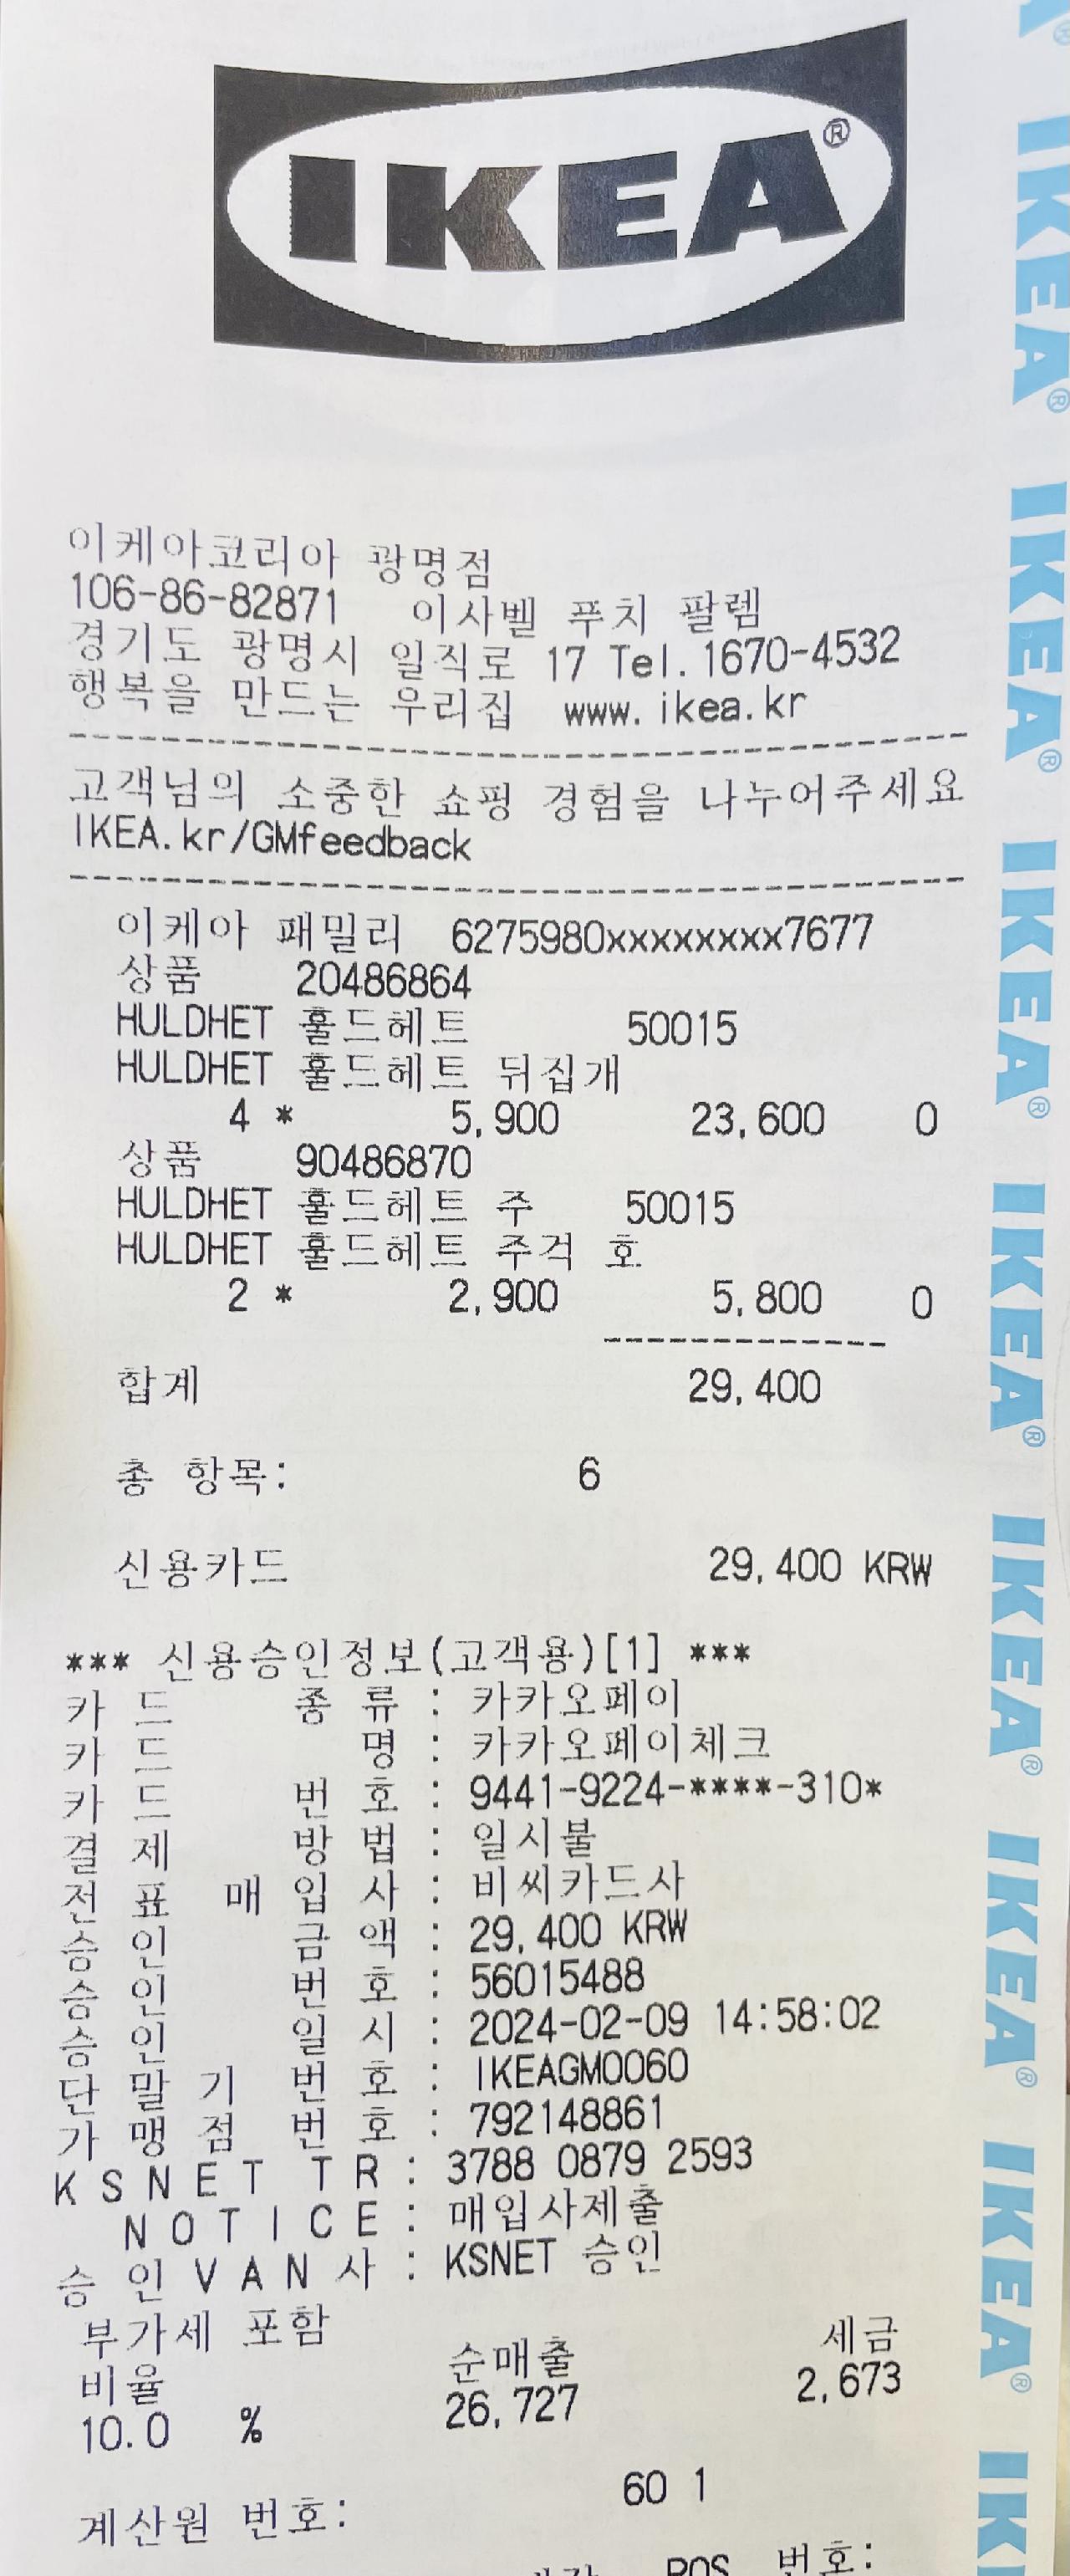 IKEA®
이케아코리아 광명점
106-86-82871 이사벨 푸치 팔렘
경기도 광명시 일직로 17 Tel.1670-4532
행복을 만드는 우리집 www.ikea.kr
고객님의 소중한 쇼핑 경험을 나누어주세요
IKEA.kr/GMfeedback
이케아 패밀리 6275980xxxxxxxx7677
상품 20486864
HULDHET 훌드헤트 50015
HULDHET 훌드헤트 뒤집개
4 * 5,900 23,600 0
상품 90486870
HULDHET 훌드헤트 주 50015
HULDHET 훌드헤트 주걱 호
2 * 2,900 5,800 0
합계 29,400
총 항목: 6
신용카드 29,400 KRW
*** 신용승인정보(고객용)[1] ***
카드 종류 : 카카오페이
카드 명 : 카카오페이체크
카드 번호 : 9441-9224-****-310*
결제 방법 : 일시불
전표 매입사 : 비씨카드사
승인 금액 : 29,400 KRW
승인 번호 : 56015488
승인 일시 : 2024-02-09 14:58:02
단말기 번호 : IKEAGM0060
가맹점 번호 : 792148861
KSNET TR : 3788 0879 2593
NOTICE : 매입사제출
승인VAN사 : KSNET 승인
부가세 포함
비율 순매출 세금
10.0 % 26,727 2,673
60 1
계산원 번호:
POS 번호:
IKEA® IKEA® IKEA® IKEA® IKEA® IKEA® IKEA®